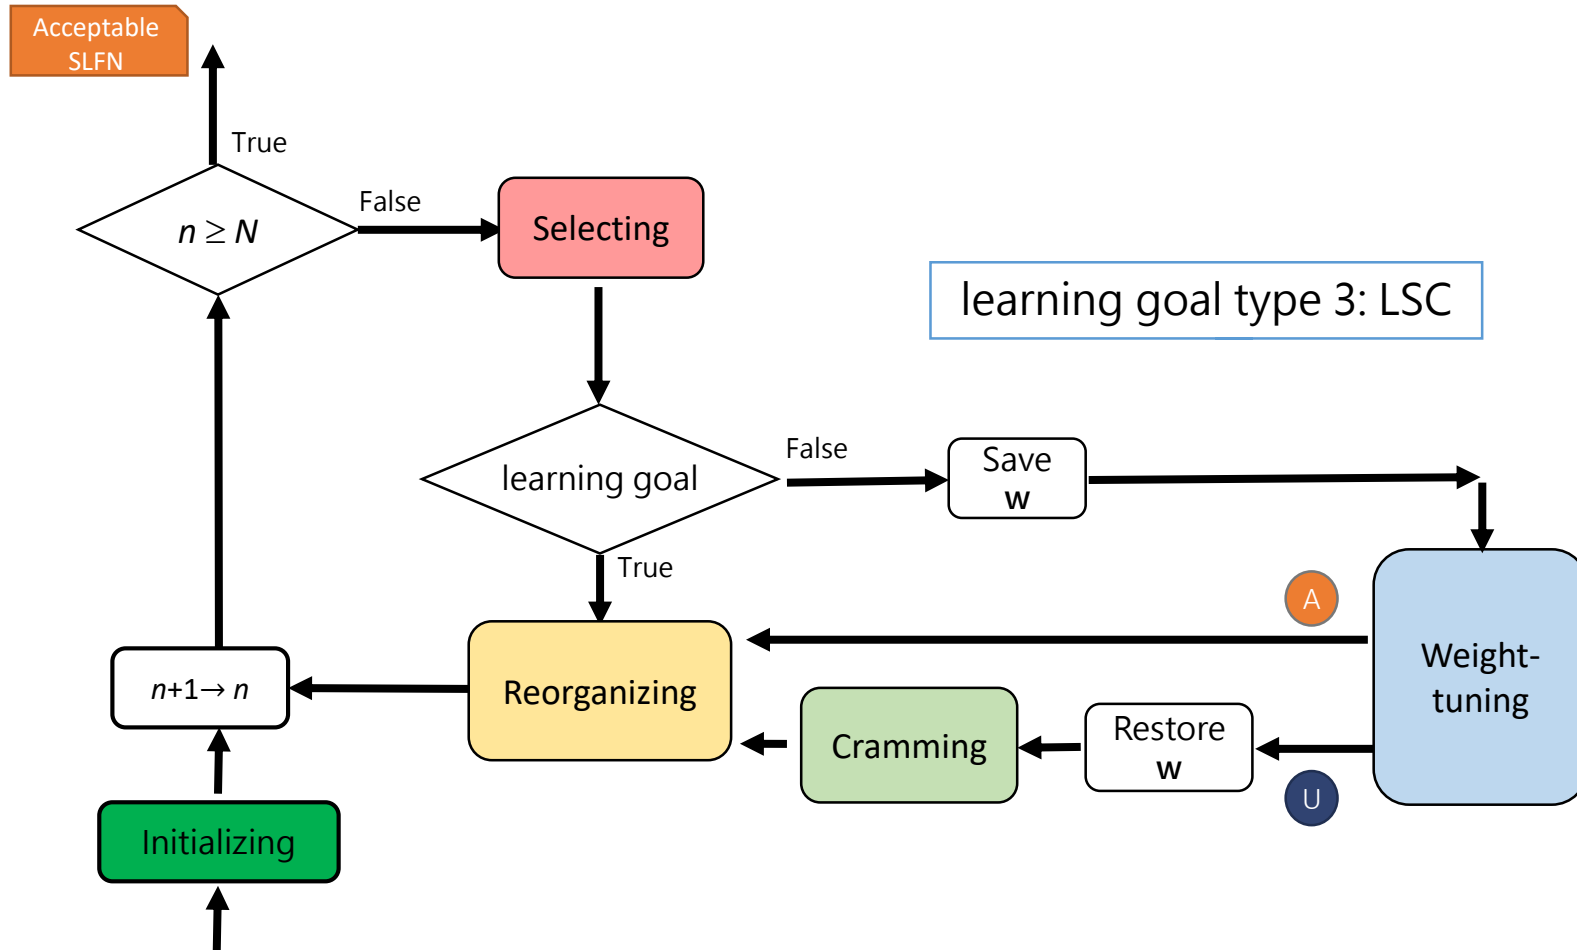 Acceptable
SLFN
True
n ≥ N
False
Selecting
learning goal type 3: LSC
learning goal
False
Save
w
True
A
Weight-
tuning
n+1→ n
Reorganizing
Cramming
Restore
w
U
Initializing